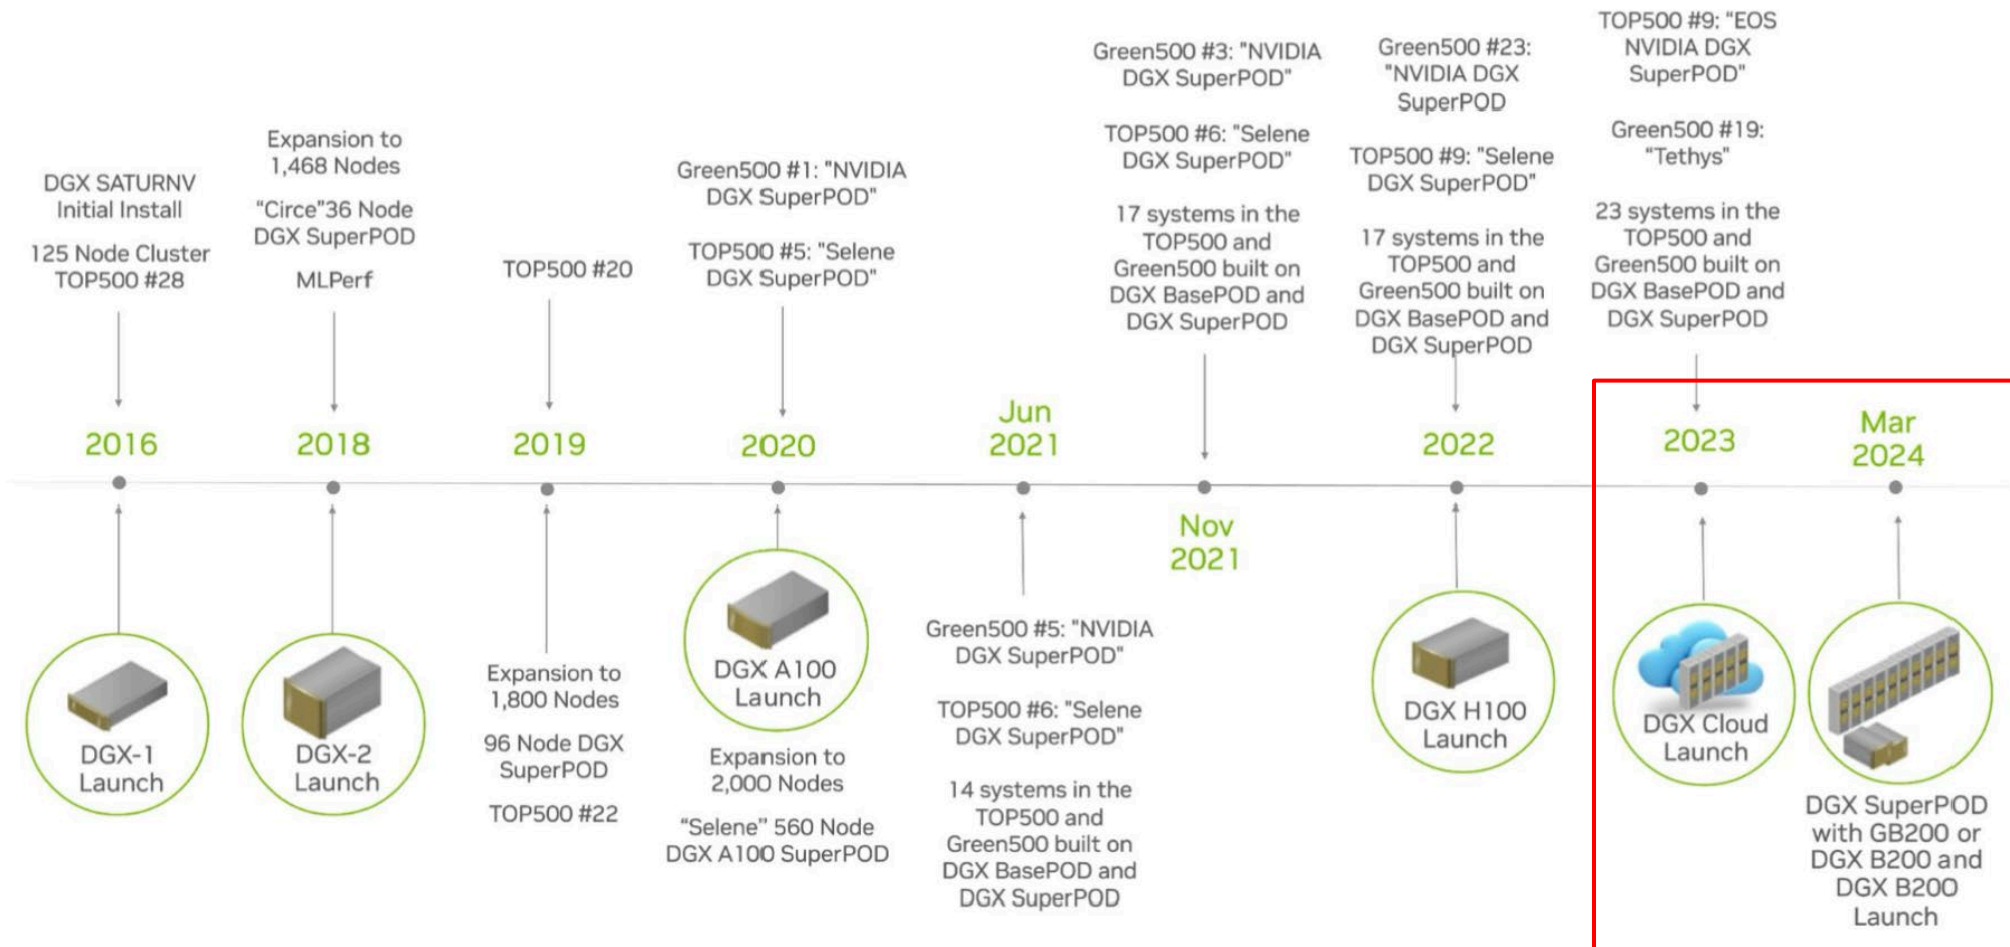 DGX SATURNV
Initial Install
125 Node Cluster
TOP500 #28
2016
DGX-1
Launch
Expansion to
1,468 Nodes
“Circe”36 Node
DGX SuperPOD
MLPerf
2018
DGX-2
Launch
TOP500 #20
2019
Expansion to
1,800 Nodes
96 Node DGX
SuperPOD
TOP500 #22
Green500 #1: "NVIDIA
DGX SuperPOD"
TOP500 #5: "Selene
DGX SuperPOD"
2020
DGX A100
Launch
Expansion to
2,000 Nodes
“Selene” 560 Node
DGX A100 SuperPOD
Jun
2021
Green500 #5: "NVIDIA
DGX SuperPOD"
TOP500 #6: "Selene
DGX SuperPOD"
14 systems in the
TOP500 and
Green500 built on
DGX BasePOD and
DGX SuperPOD
Green500 #3: "NVIDIA
DGX SuperPOD"
TOP500 #6: "Selene
DGX SuperPOD"
17 systems in the
TOP500 and
Green500 built on
DGX BasePOD and
DGX SuperPOD
Nov
2021
Green500 #23:
"NVIDIA DGX
SuperPOD
TOP500 #9: "Selene
DGX SuperPOD"
17 systems in the
TOP500 and
Green500 built on
DGX BasePOD and
DGX SuperPOD
2022
DGX H100
Launch
TOP500 #9: "EOS
NVIDIA DGX
SuperPOD"
Green500 #19:
“Tethys”
23 systems in the
TOP500 and
Green500 built on
DGX BasePOD and
DGX SuperPOD
2023
DGX Cloud
Launch
Mar
2024
DGX SuperPOD
with GB200 or
DGX B200 and
DGX B200
Launch